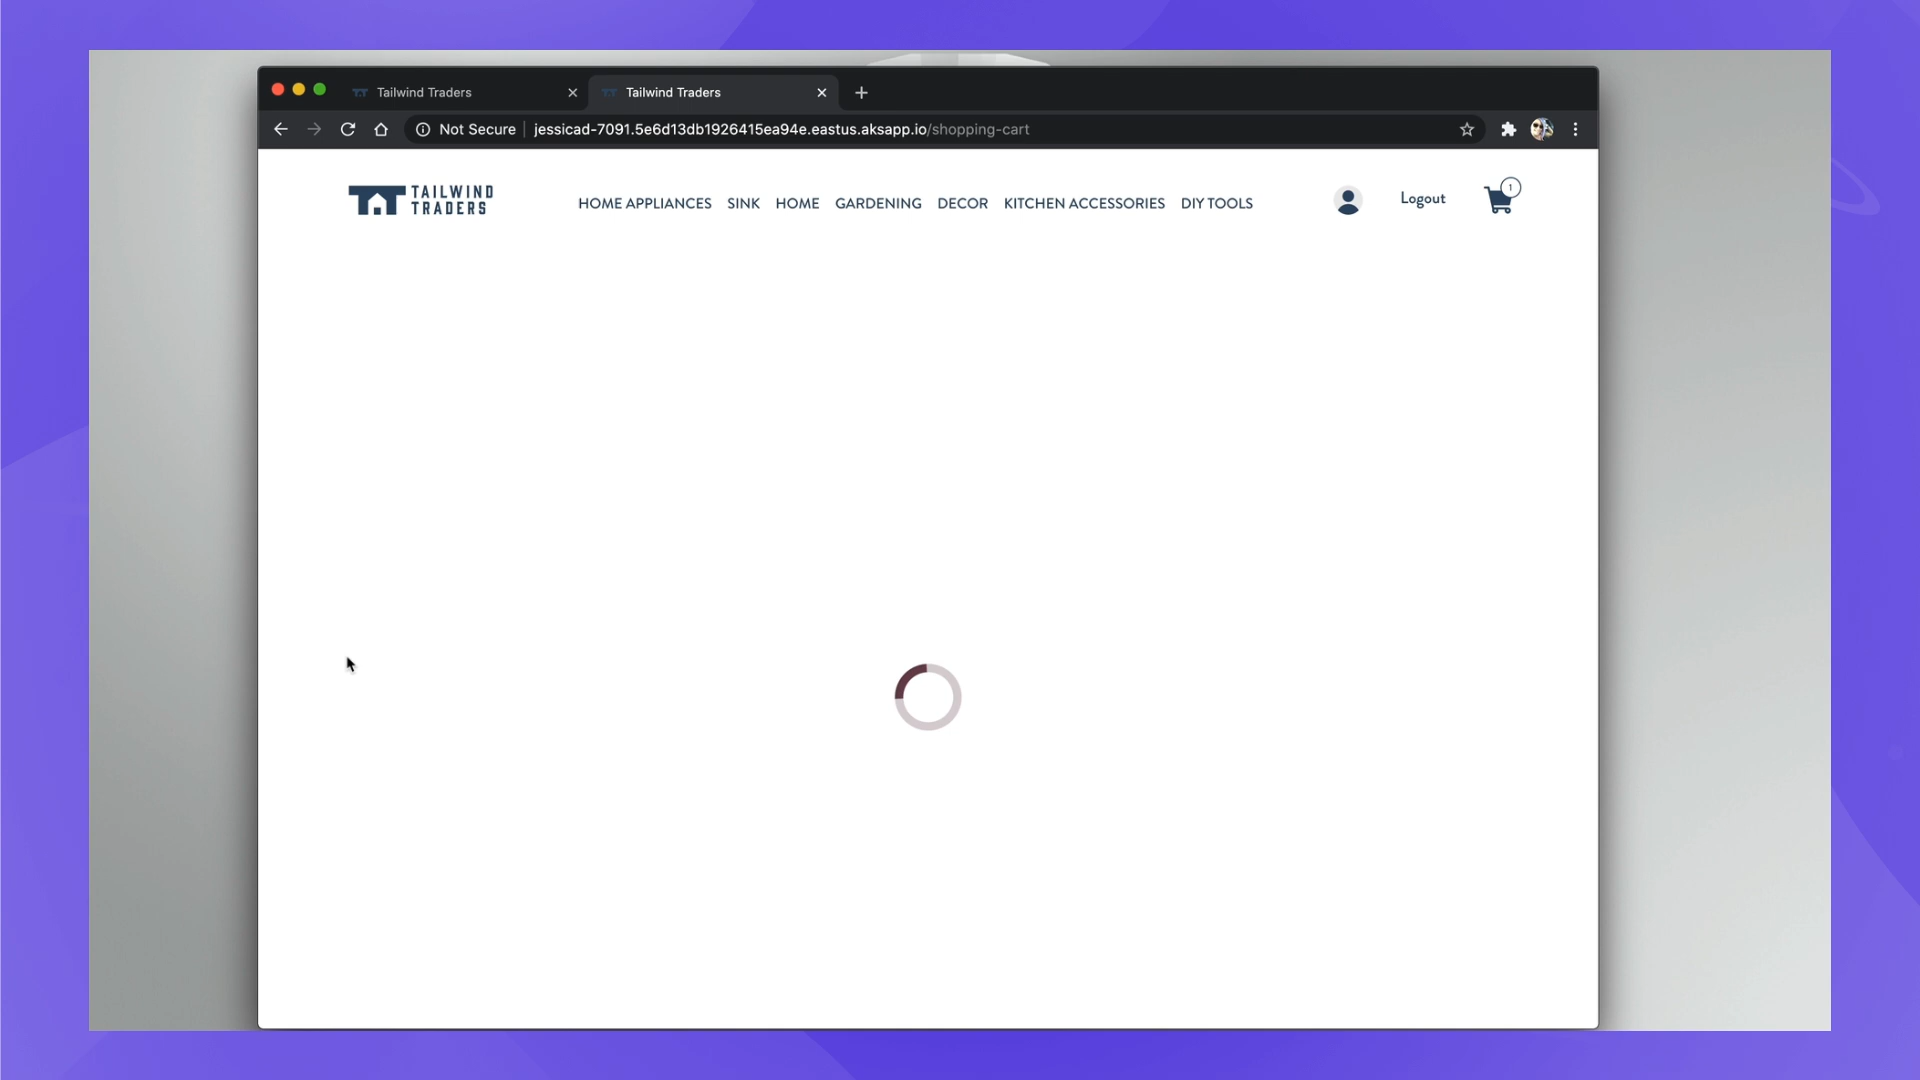 Tailwind Traders
Tailwind Traders
Not Secure jessicad-7091.5e6d13db1926415ea94e.eastus.aksapp.io/shopping-cart
TAILWIND
TRADERS
HOME APPLIANCES SINK HOME GARDENING DECOR KITCHEN ACCESSORIES DIY TOOLS
Logout
1